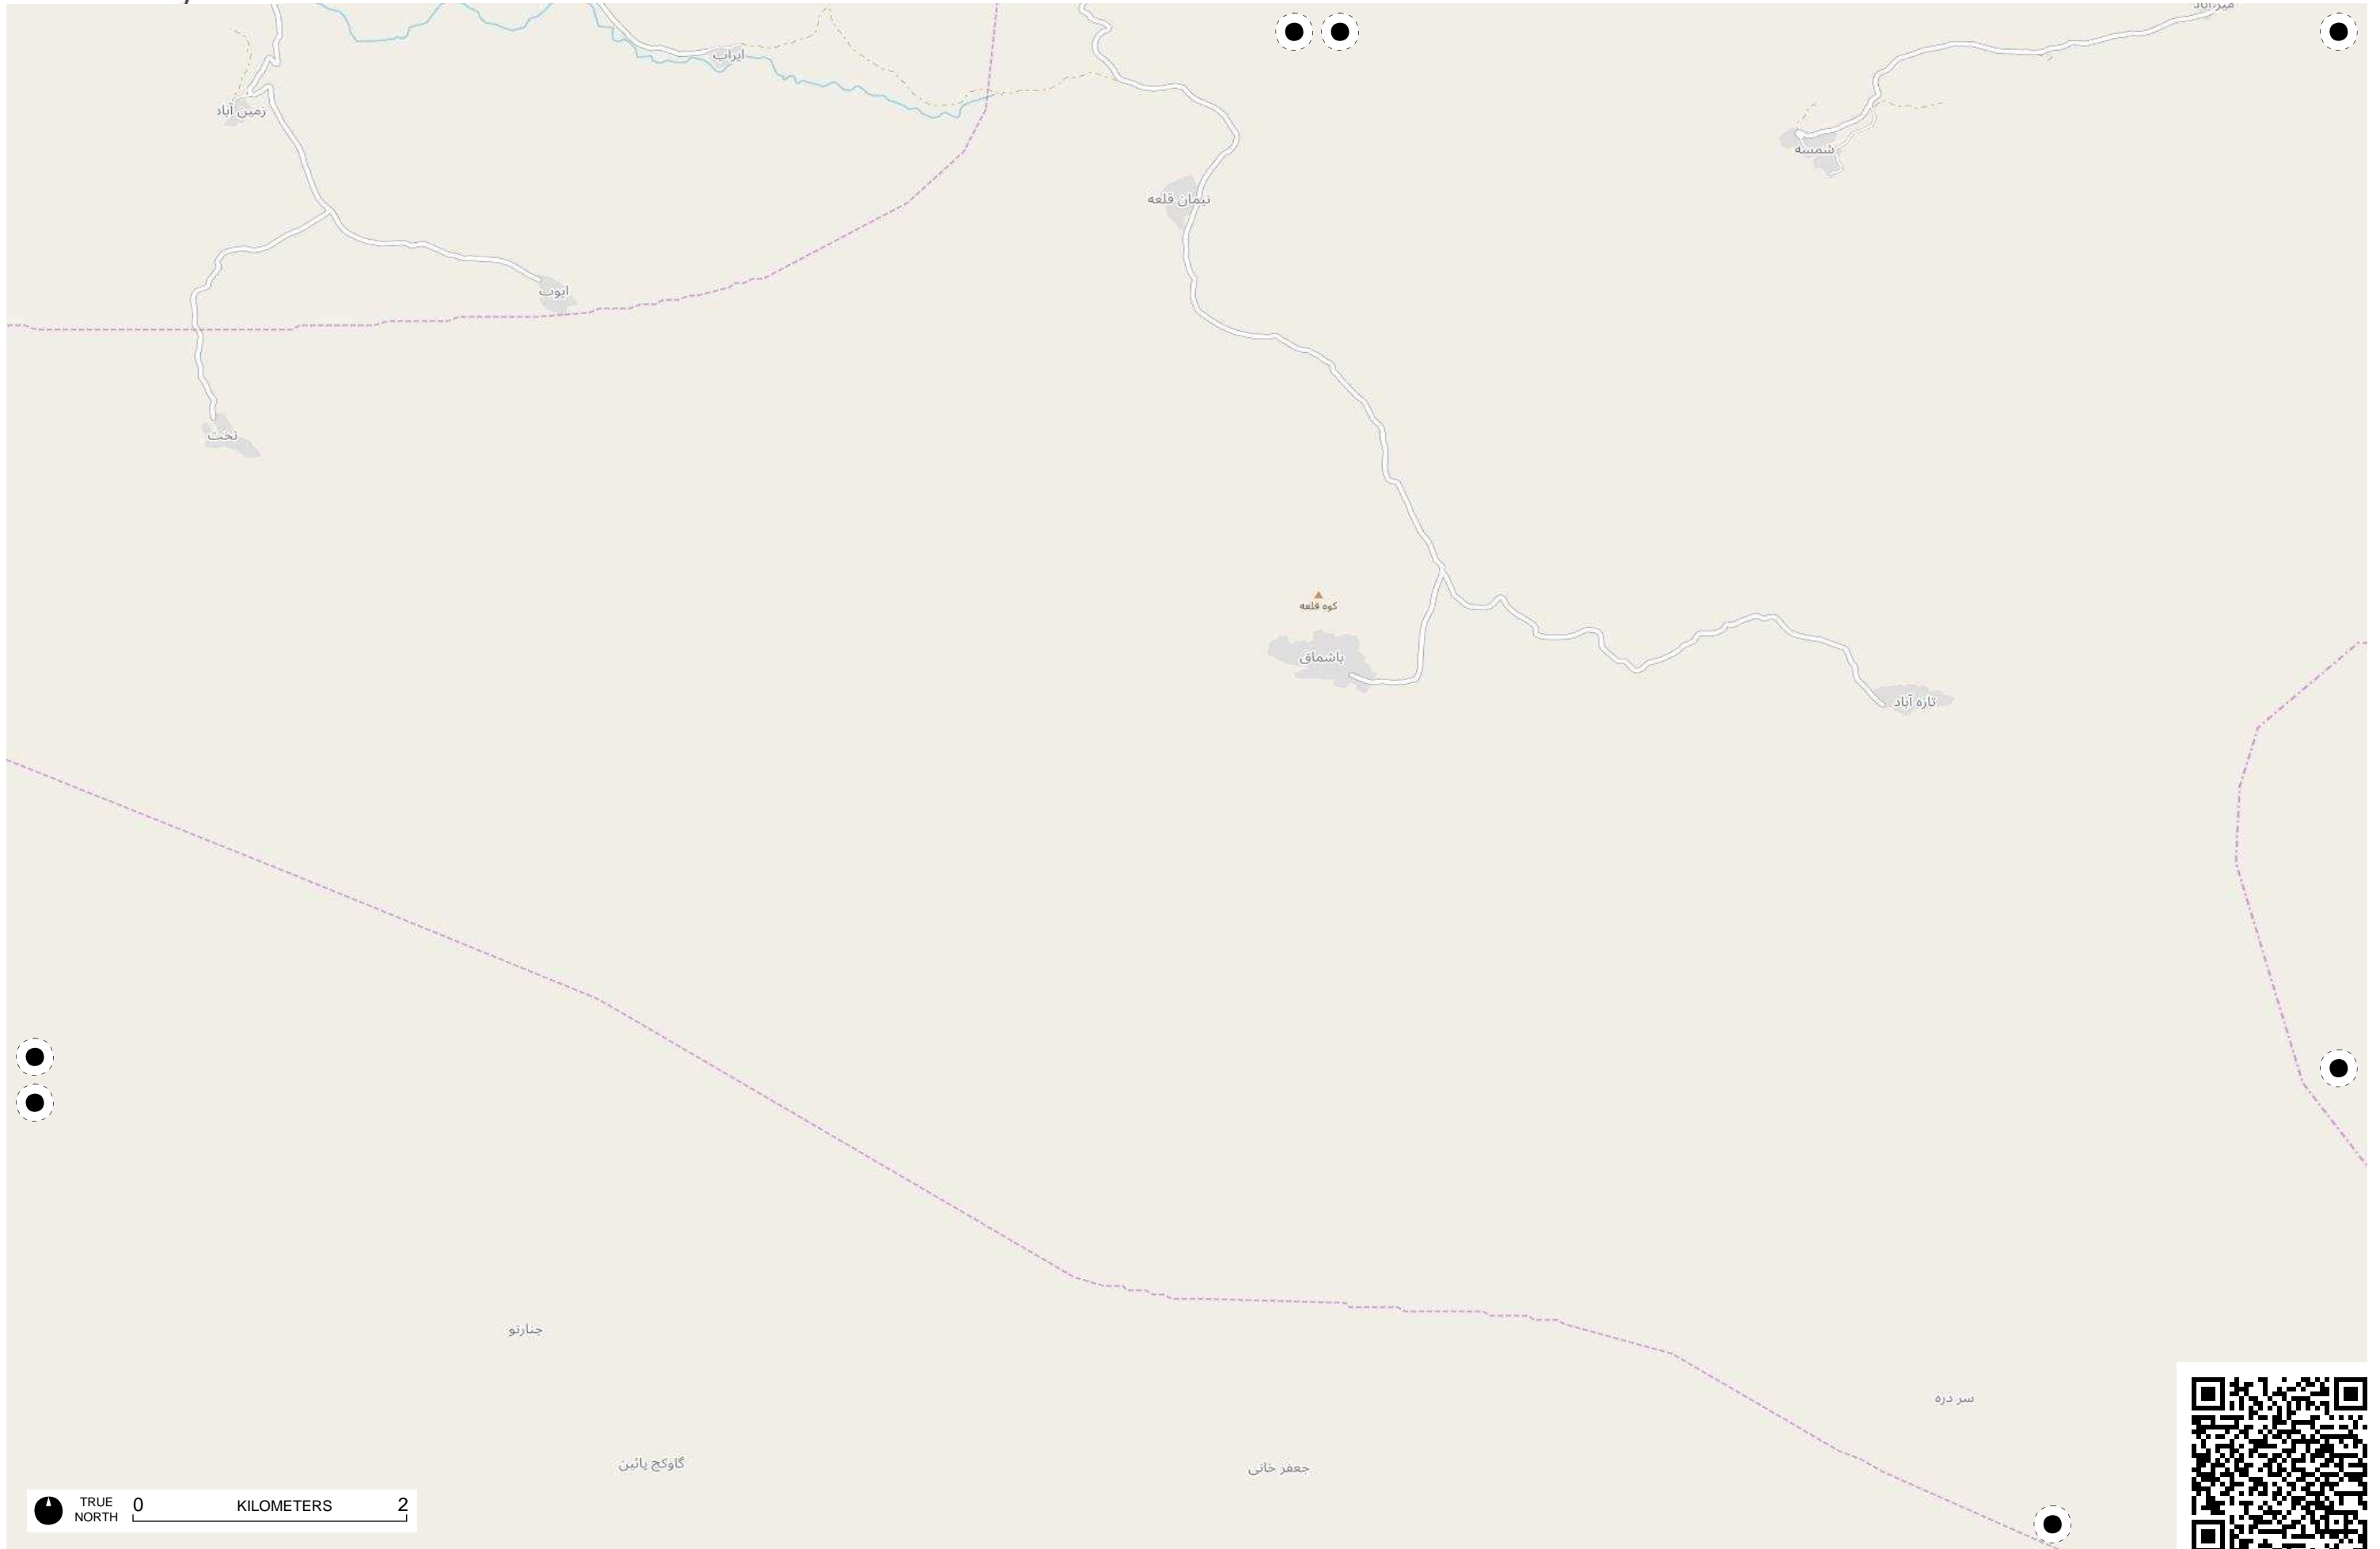 ایراب
زمین آباد
شمسه
نیمان قلعه
ایوب
تخت
کوه قلعه
باشماق
تازه آباد
چنارتو
سر دره
گاوکچ پائین
جعفر خانی
TRUE NORTH
0 KILOMETERS 2